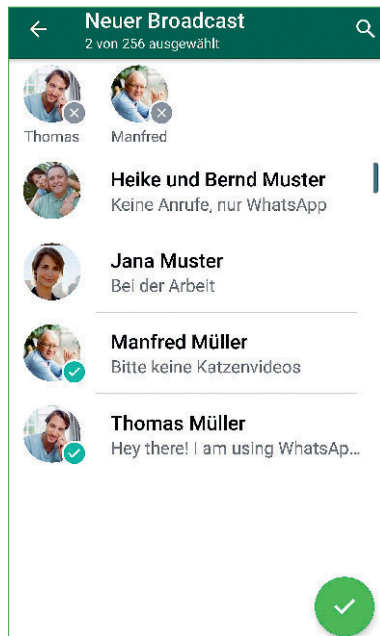 Neuer Broadcast
2 von 256 ausgewählt
Thomas Manfred
Heike und Bernd Muster
Keine Anrufe, nur WhatsApp
Jana Muster
Bei der Arbeit
Manfred Müller
Bitte keine Katzenvideos
Thomas Müller
Hey there! I am using WhatsAp...